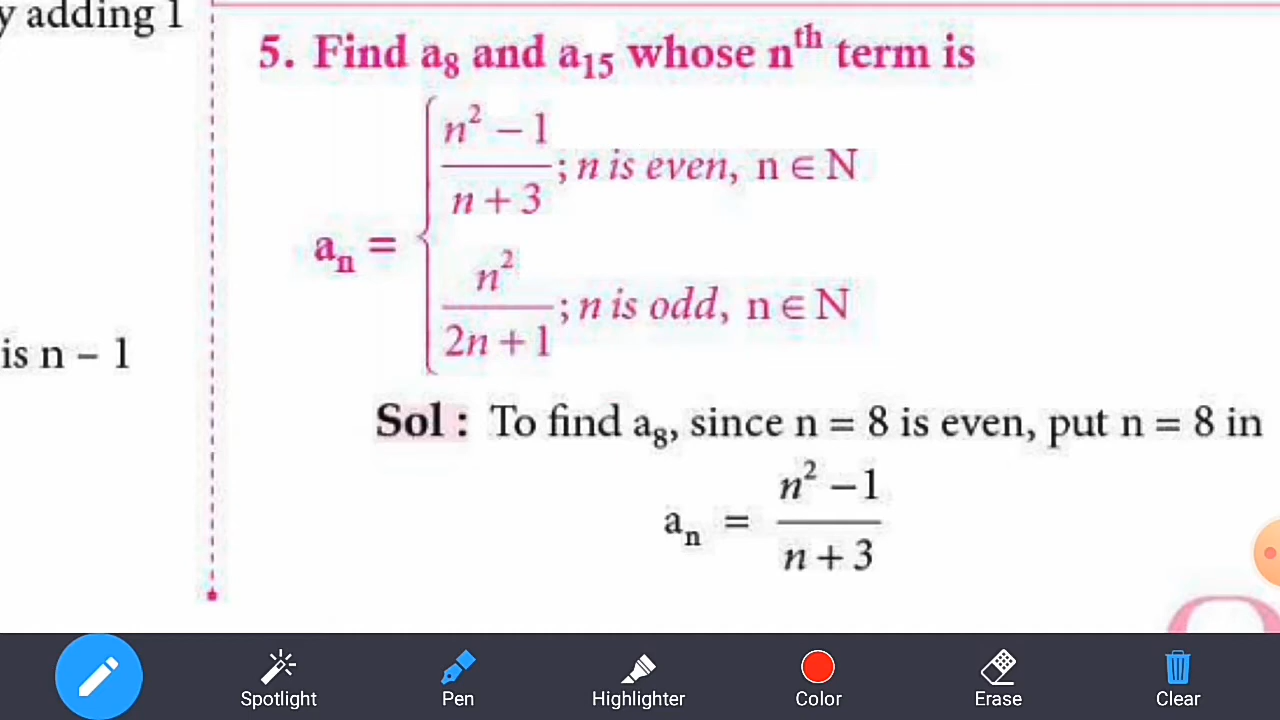 y adding 1
5. Find a₈ and a₁₅ whose nᵗʰ term is
aₙ = { (n² – 1)/(n + 3) ; n is even, n ∈ N
n²/(2n + 1) ; n is odd, n ∈ N
is n – 1
Sol : To find a₈, since n = 8 is even, put n = 8 in
aₙ = (n² – 1)/(n + 3)
Spotlight
Pen
Highlighter
Color
Erase
Clear